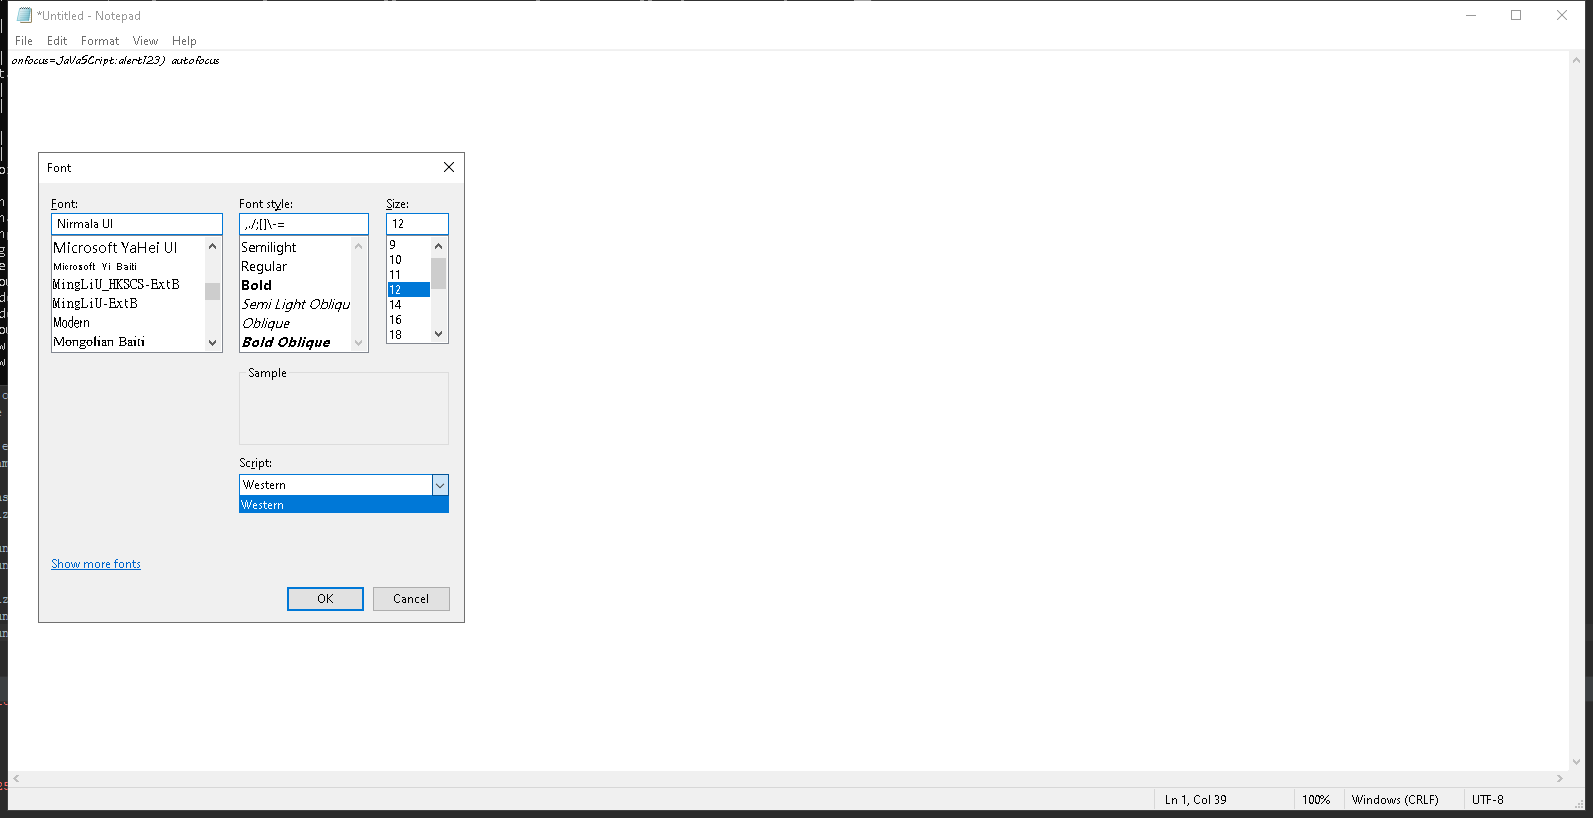 *Untitled - Notepad
File Edit Format View Help
onfocus=JaVaSCript:alert123) autofocus
Font
Font: Font style: Size:
Nirmala UI ,./;[]\-= 12
Microsoft YaHei UI Semilight 9
Microsoft Yi Baiti Regular 10
MingLiU_HKSCS-ExtB Bold 11
MingLiU-ExtB Semi Light Obliqu 12
Modern Oblique 14
Mongolian Baiti Bold Oblique 16
18
Sample
Script:
Western
Western
Show more fonts
OK Cancel
Ln 1, Col 39 100% Windows (CRLF) UTF-8